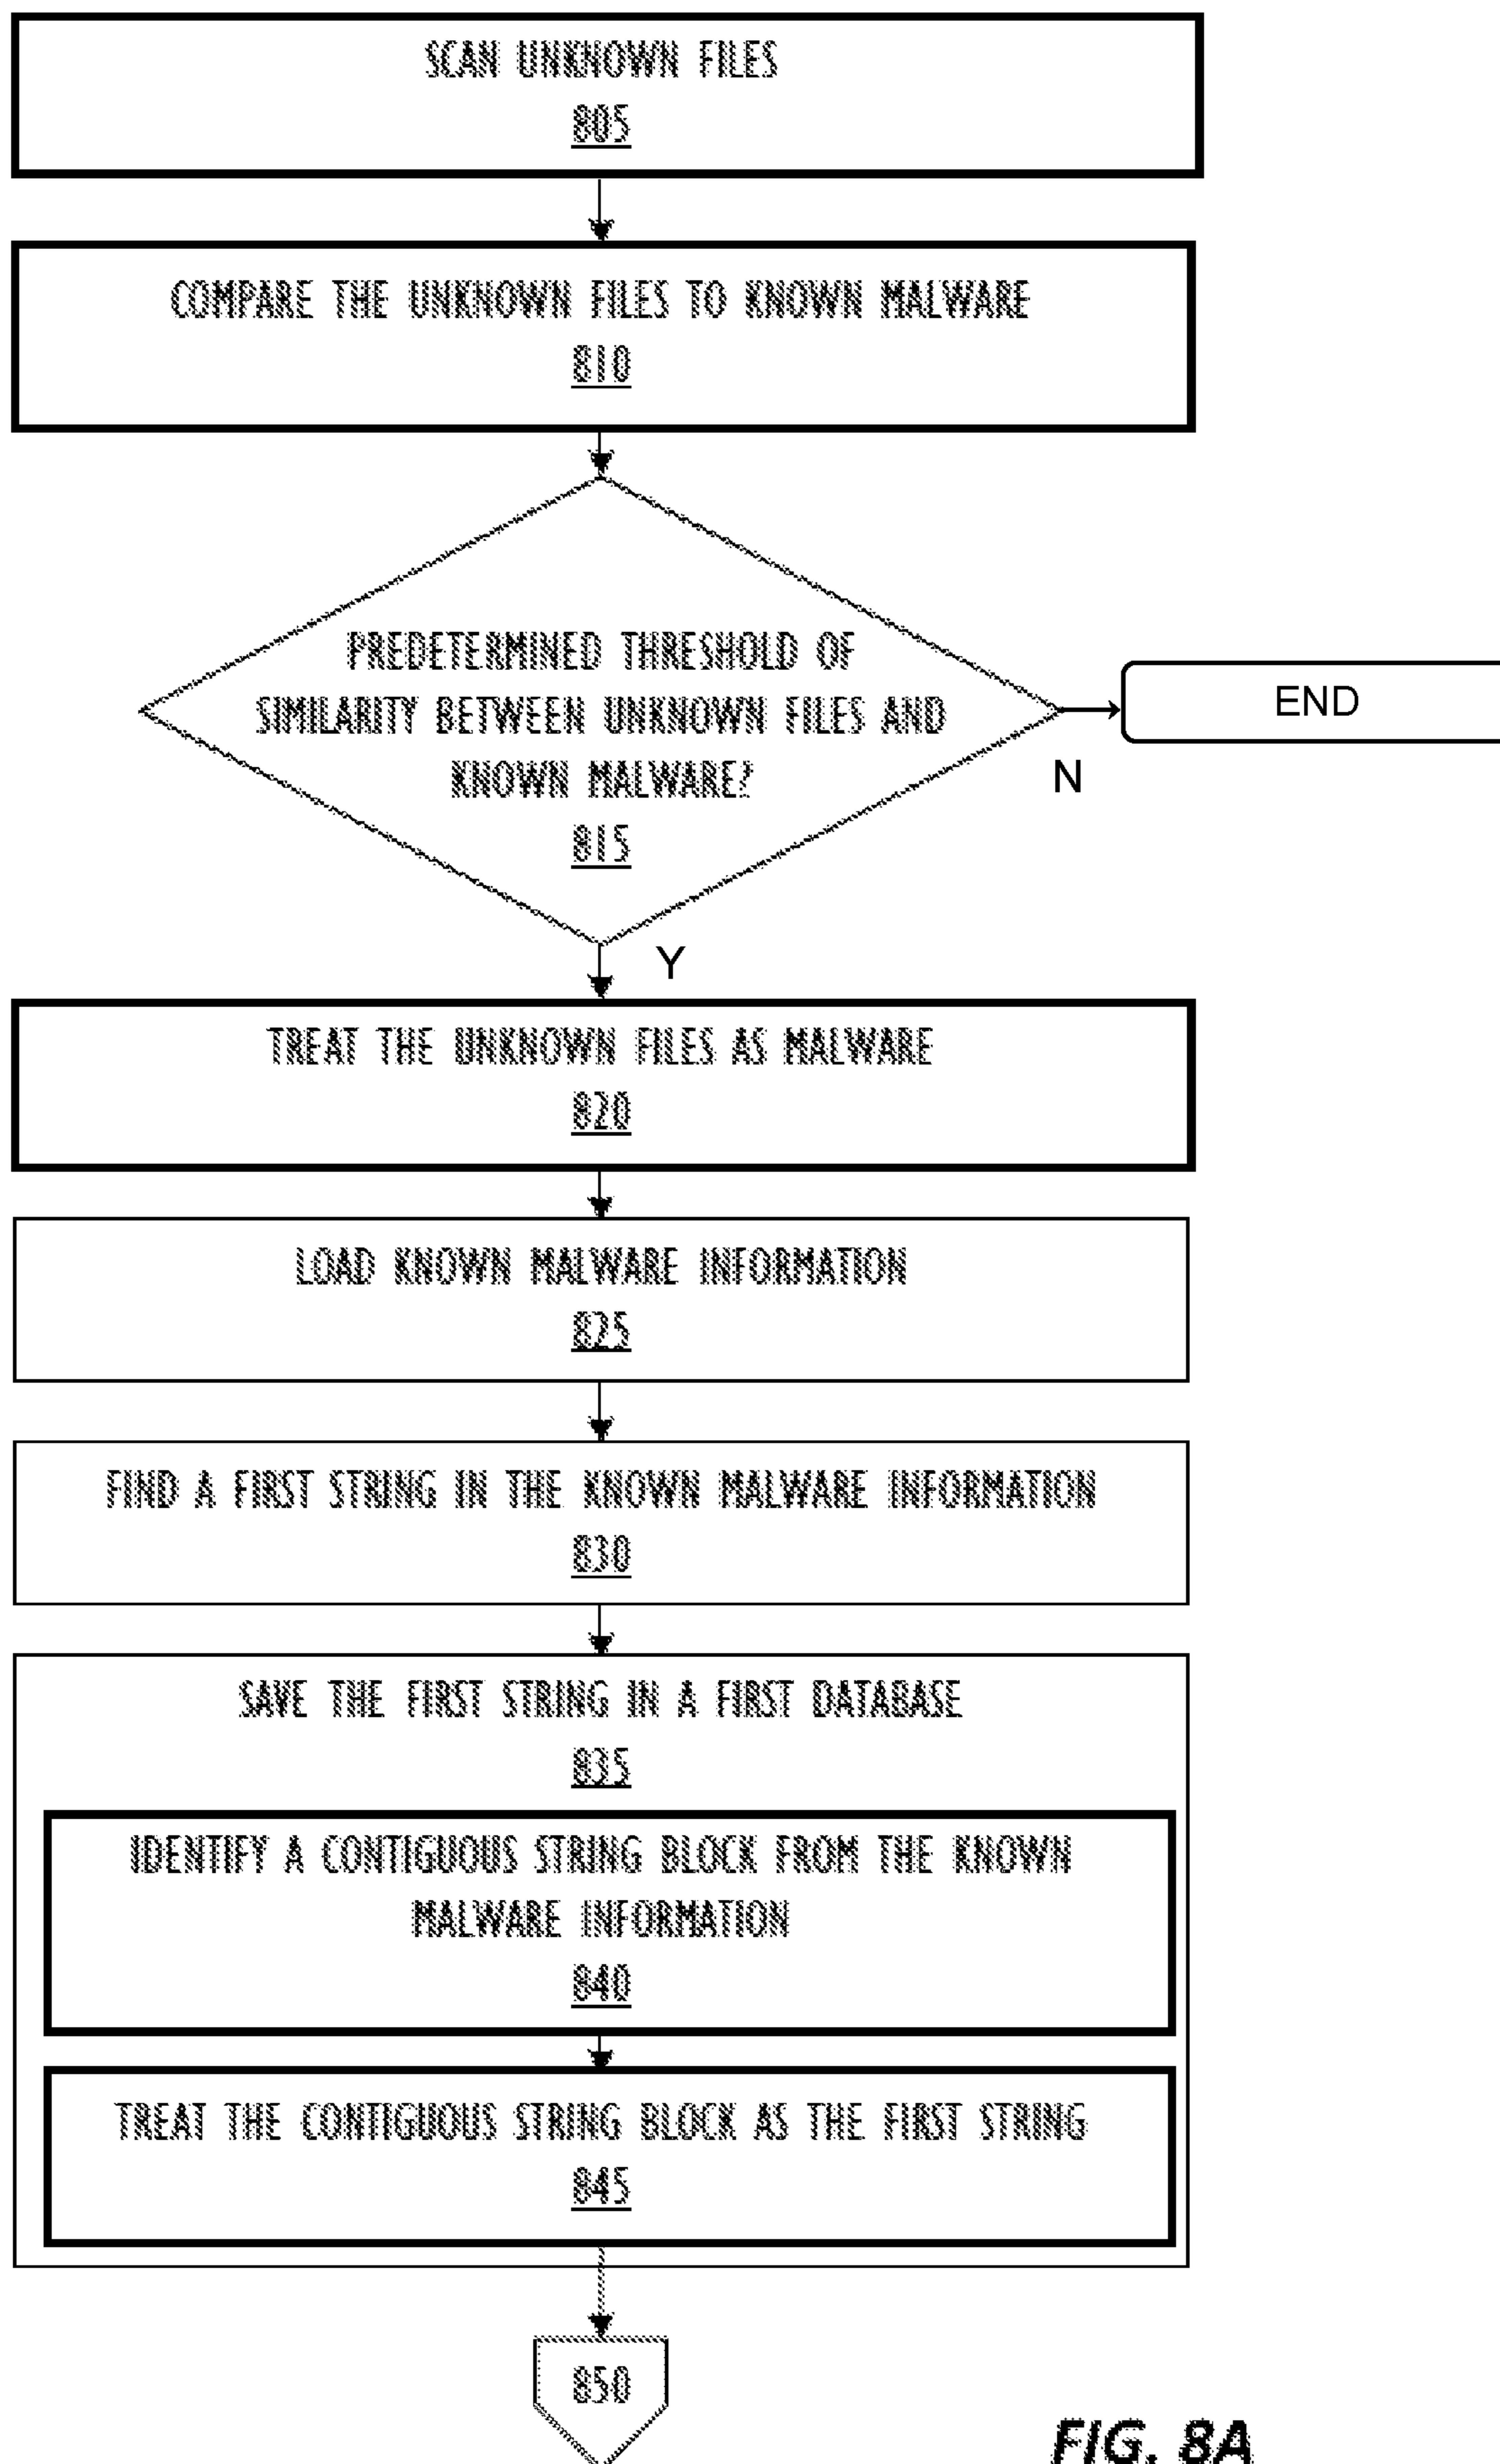 SCAN UNKNOWN FILES
805
COMPARE THE UNKNOWN FILES TO KNOWN MALWARE
810
PREDETERMINED THRESHOLD OF
SIMILARITY BETWEEN UNKNOWN FILES AND
KNOWN MALWARE?
815
END
N
Y
TREAT THE UNKNOWN FILES AS MALWARE
820
LOAD KNOWN MALWARE INFORMATION
825
FIND A FIRST STRING IN THE KNOWN MALWARE INFORMATION
830
SAVE THE FIRST STRING IN A FIRST DATABASE
835
IDENTIFY A CONTIGUOUS STRING BLOCK FROM THE KNOWN
MALWARE INFORMATION
840
TREAT THE CONTIGUOUS STRING BLOCK AS THE FIRST STRING
845
850
FIG. 8A